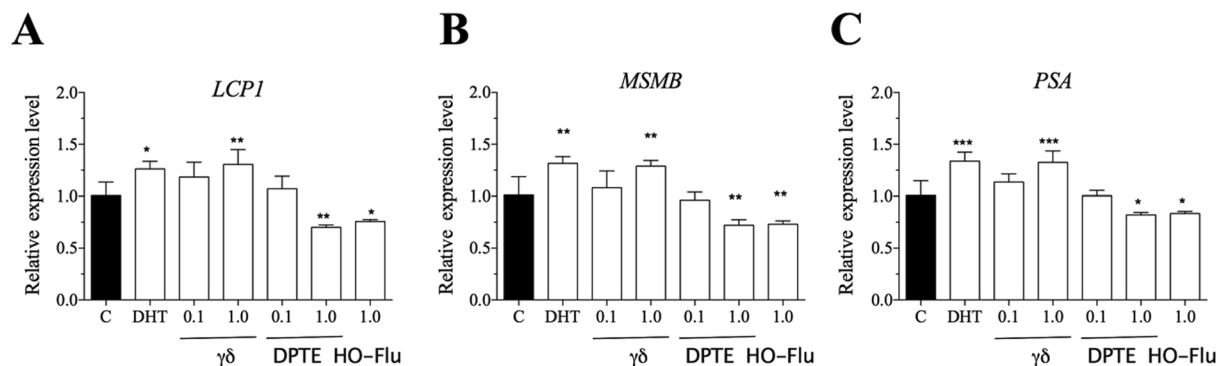 A
LCP1
Relative expression level
2.0
1.5
1.0
0.5
0.0
*
**
**
*
C DHT 0.1 1.0 0.1 1.0 1.0
γδ DPTE HO–Flu
B
MSMB
Relative expression level
2.0
1.5
1.0
0.5
0.0
**
**
**
**
C DHT 0.1 1.0 0.1 1.0 1.0
γδ DPTE HO–Flu
C
PSA
Relative expression level
2.0
1.5
1.0
0.5
0.0
***
***
*
*
C DHT 0.1 1.0 0.1 1.0 1.0
γδ DPTE HO–Flu